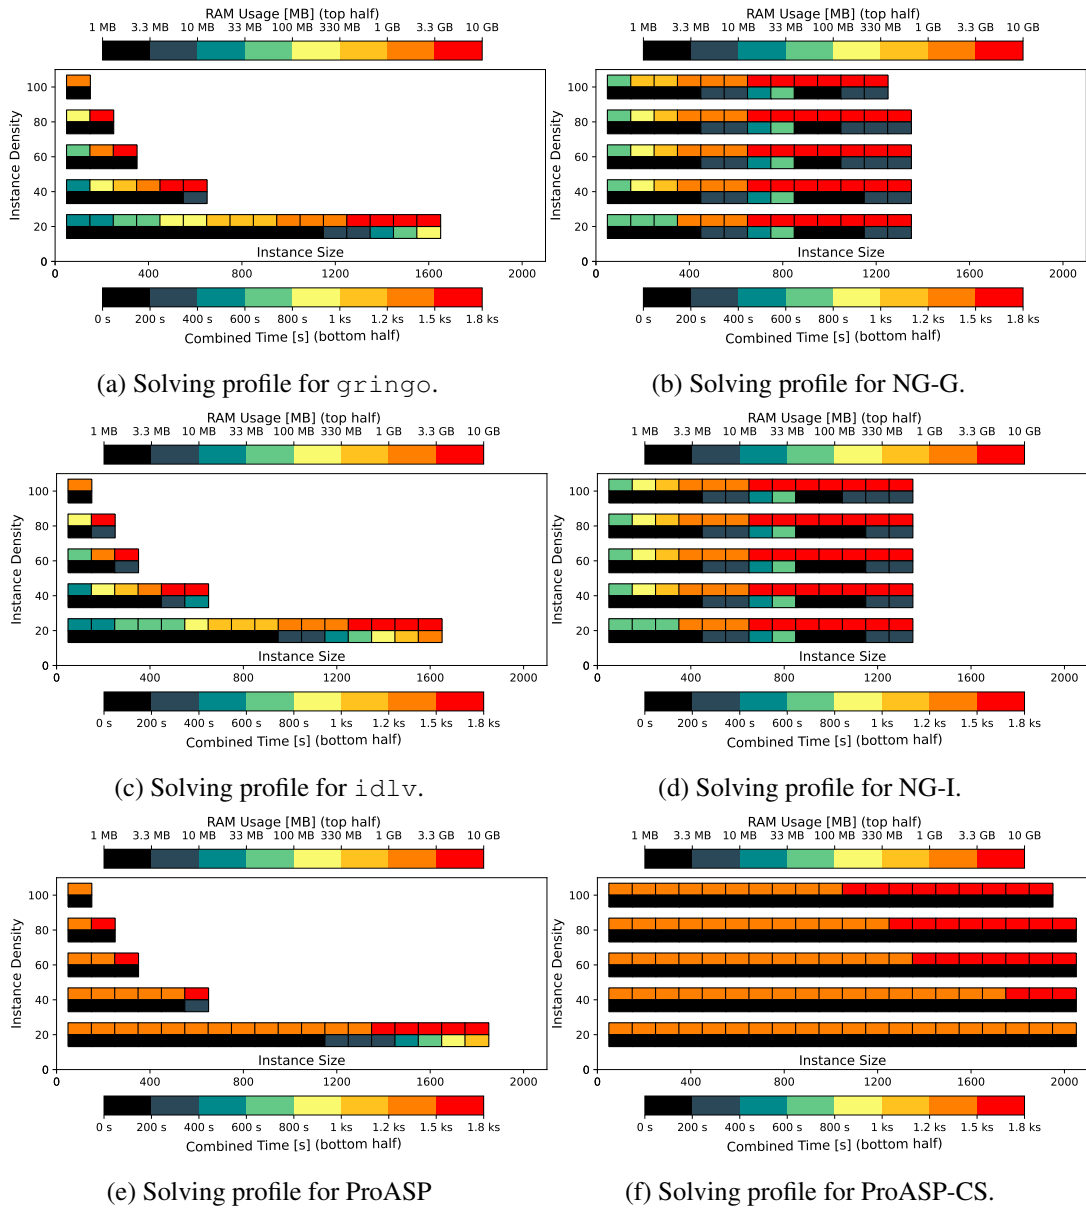 RAM Usage [MB] (top half)
1 MB 3.3 MB 10 MB 33 MB 100 MB 330 MB 1 GB 3.3 GB 10 GB
Instance Density
100
80
60
40
20
0
Instance Size
0 400 800 1200 1600 2000
0 s 200 s 400 s 600 s 800 s 1 ks 1.2 ks 1.5 ks 1.8 ks
Combined Time [s] (bottom half)
(a) Solving profile for gringo.
RAM Usage [MB] (top half)
1 MB 3.3 MB 10 MB 33 MB 100 MB 330 MB 1 GB 3.3 GB 10 GB
Instance Density
100
80
60
40
20
0
Instance Size
0 400 800 1200 1600 2000
0 s 200 s 400 s 600 s 800 s 1 ks 1.2 ks 1.5 ks 1.8 ks
Combined Time [s] (bottom half)
(b) Solving profile for NG-G.
RAM Usage [MB] (top half)
1 MB 3.3 MB 10 MB 33 MB 100 MB 330 MB 1 GB 3.3 GB 10 GB
Instance Density
100
80
60
40
20
0
Instance Size
0 400 800 1200 1600 2000
0 s 200 s 400 s 600 s 800 s 1 ks 1.2 ks 1.5 ks 1.8 ks
Combined Time [s] (bottom half)
(c) Solving profile for idlv.
RAM Usage [MB] (top half)
1 MB 3.3 MB 10 MB 33 MB 100 MB 330 MB 1 GB 3.3 GB 10 GB
Instance Density
100
80
60
40
20
0
Instance Size
0 400 800 1200 1600 2000
0 s 200 s 400 s 600 s 800 s 1 ks 1.2 ks 1.5 ks 1.8 ks
Combined Time [s] (bottom half)
(d) Solving profile for NG-I.
RAM Usage [MB] (top half)
1 MB 3.3 MB 10 MB 33 MB 100 MB 330 MB 1 GB 3.3 GB 10 GB
Instance Density
100
80
60
40
20
0
Instance Size
0 400 800 1200 1600 2000
0 s 200 s 400 s 600 s 800 s 1 ks 1.2 ks 1.5 ks 1.8 ks
Combined Time [s] (bottom half)
(e) Solving profile for ProASP
RAM Usage [MB] (top half)
1 MB 3.3 MB 10 MB 33 MB 100 MB 330 MB 1 GB 3.3 GB 10 GB
Instance Density
100
80
60
40
20
0
Instance Size
0 400 800 1200 1600 2000
0 s 200 s 400 s 600 s 800 s 1 ks 1.2 ks 1.5 ks 1.8 ks
Combined Time [s] (bottom half)
(f) Solving profile for ProASP-CS.